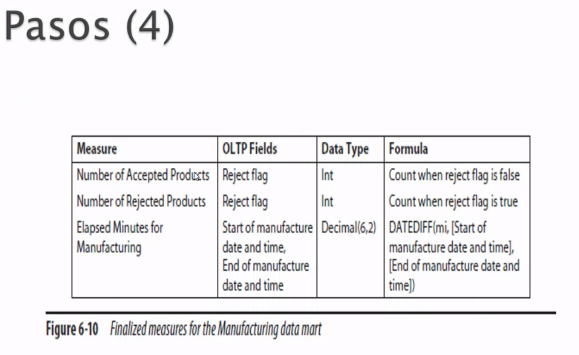 Pasos (4)
Measure OLTP Fields Data Type Formula
Number of Accepted Products Reject flag Int Count when reject flag is false
Number of Rejected Products Reject flag Int Count when reject flag is true
Elapsed Minutes for Start of manufacture Decimal(6,2) DATEDIFF(mi, [Start of
Manufacturing date and time, manufacture date and time],
End of manufacture [End of manufacture date and
date and time time])
Figure 6-10 Finalized measures for the Manufacturing data mart